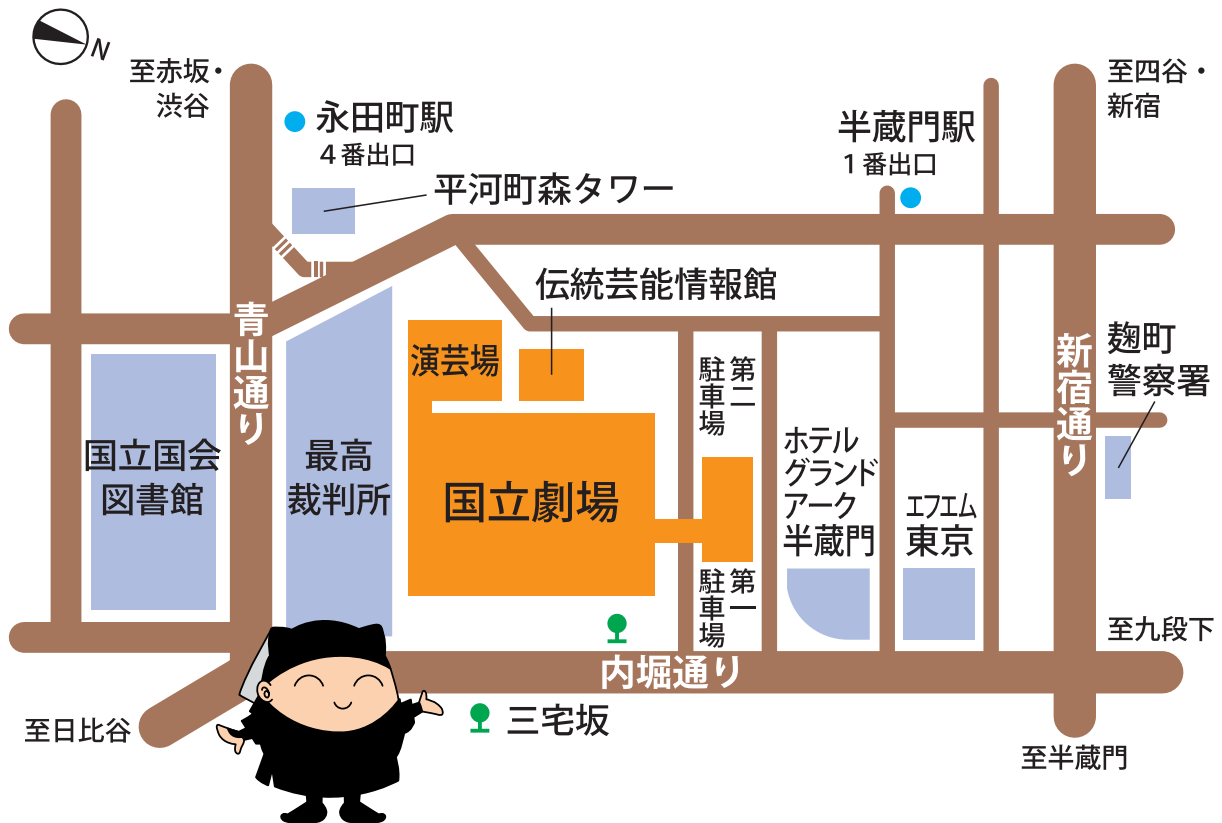 N
至赤坂・
渋谷
永田町駅
4番出口
平河町森タワー
半蔵門駅
1番出口
至四谷・
新宿
伝統芸能情報館
青山通り
演芸場
第二
駐車場
新宿通り
麹町
警察署
国立国会
図書館
最高
裁判所
国立劇場
ホテル
グランド
アーク
半蔵門
エフエム
東京
第一
駐車場
内堀通り
至九段下
三宅坂
至日比谷
至半蔵門